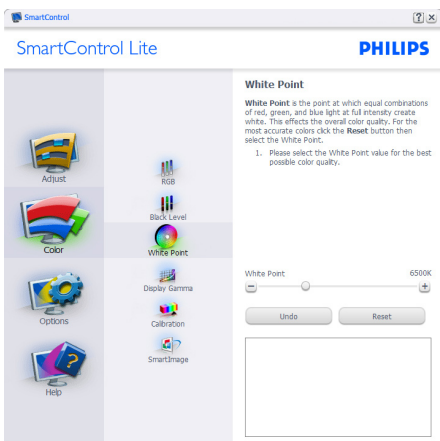 SmartControl
SmartControl Lite
PHILIPS
Adjust
Color
Options
Help
RGB
Black Level
White Point
Display Gamma
Calibration
SmartImage
White Point
White Point is the point at which equal combinations
of red, green, and blue light at full intensity create
white. This effects the overall color quality. For the
most accurate colors click the Reset button then
select the White Point.
1. Please select the White Point value for the best
possible color quality.
White Point 6500K
Undo Reset